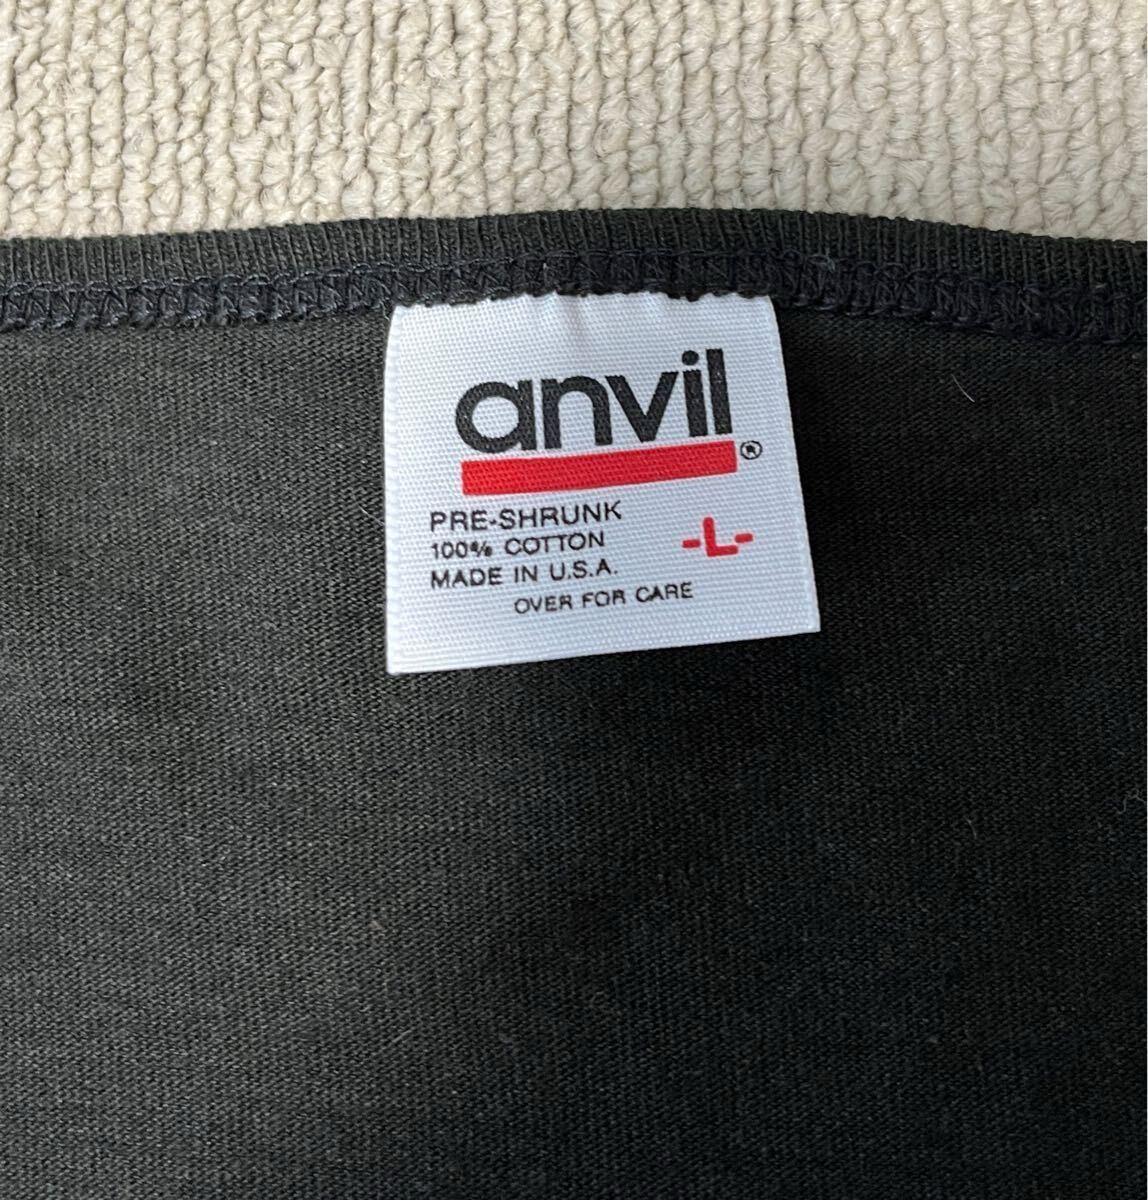 anvil®
PRE-SHRUNK
100% COTTON
MADE IN U.S.A.
-L-
OVER FOR CARE